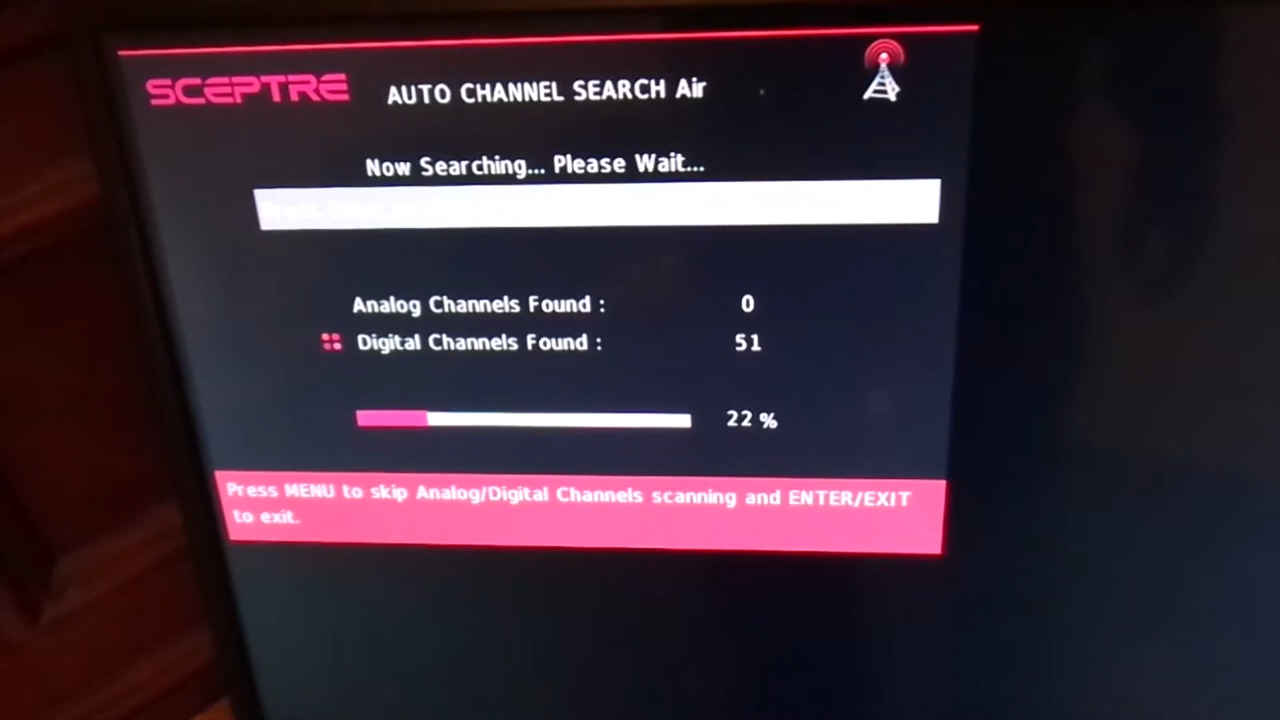 SCEPTRE AUTO CHANNEL SEARCH Air
Now Searching... Please Wait...
Analog Channels Found : 0
Digital Channels Found : 51
22 %
Press MENU to skip Analog/Digital Channels scanning and ENTER/EXIT
to exit.